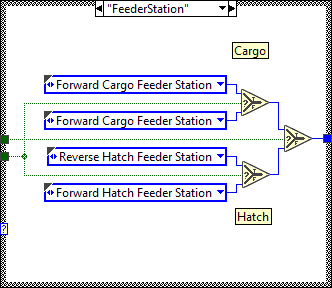 "FeederStation"
Cargo
Forward Cargo Feeder Station
Forward Cargo Feeder Station
Reverse Hatch Feeder Station
Forward Hatch Feeder Station
Hatch
? T F
? T F
? T F
?